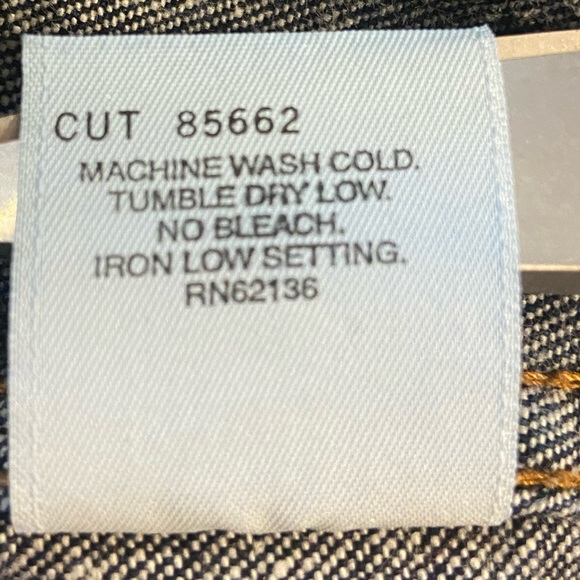 CUT 85662
MACHINE WASH COLD.
TUMBLE DRY LOW.
NO BLEACH.
IRON LOW SETTING.
RN62136